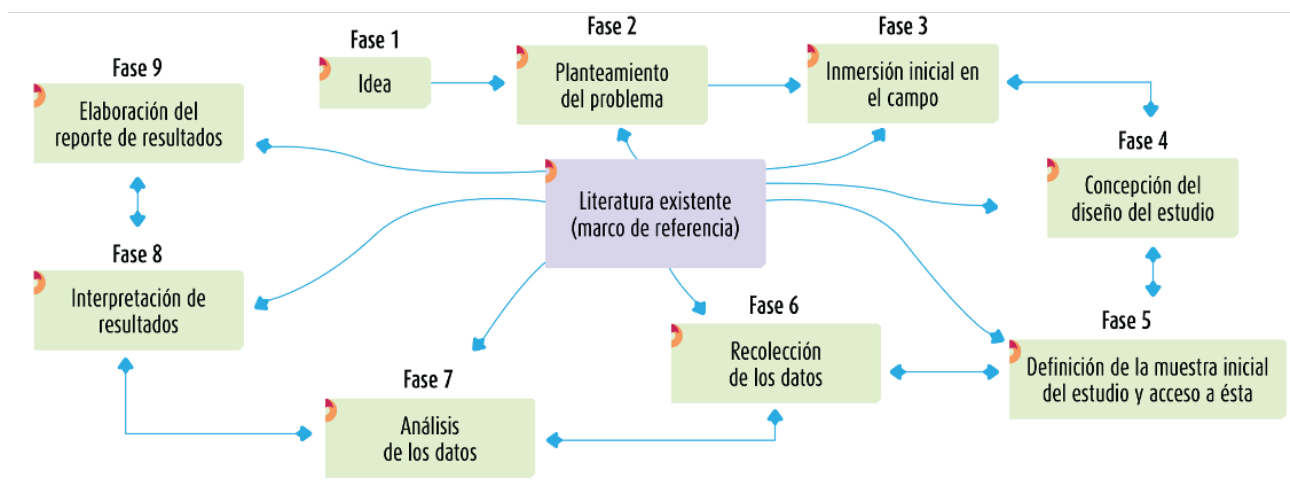 Fase 1
Idea
Fase 2
Planteamiento
del problema
Fase 3
Inmersión inicial en
el campo
Fase 4
Concepción del
diseño del estudio
Fase 5
Definición de la muestra inicial
del estudio y acceso a ésta
Fase 6
Recolección
de los datos
Fase 7
Análisis
de los datos
Fase 8
Interpretación de
resultados
Fase 9
Elaboración del
reporte de resultados
Literatura existente
(marco de referencia)